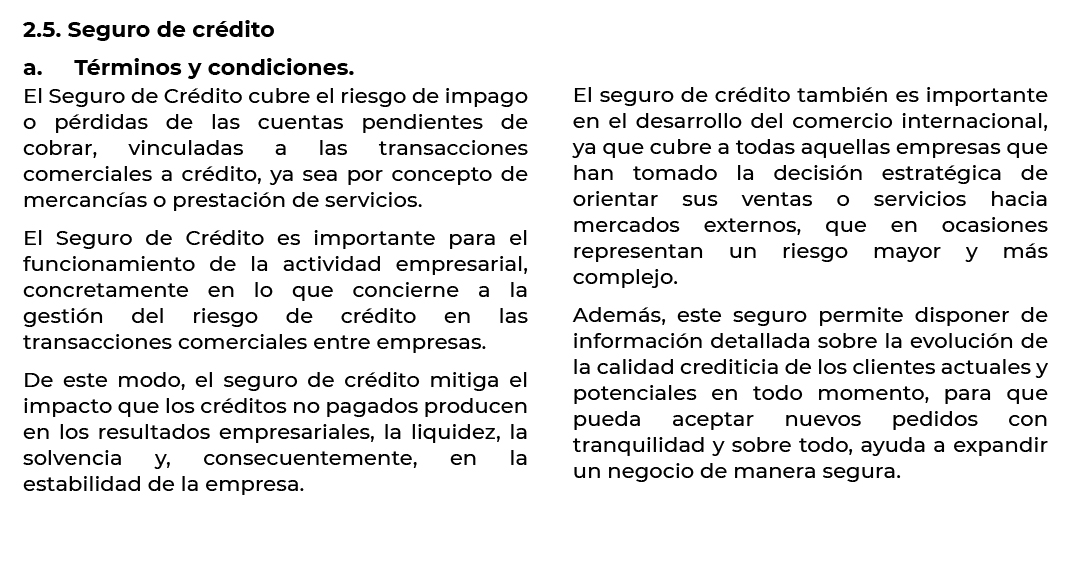 2.5. Seguro de crédito
a. Términos y condiciones.
El Seguro de Crédito cubre el riesgo de impago
o pérdidas de las cuentas pendientes de
cobrar, vinculadas a las transacciones
comerciales a crédito, ya sea por concepto de
mercancías o prestación de servicios.
El Seguro de Crédito es importante para el
funcionamiento de la actividad empresarial,
concretamente en lo que concierne a la
gestión del riesgo de crédito en las
transacciones comerciales entre empresas.
De este modo, el seguro de crédito mitiga el
impacto que los créditos no pagados producen
en los resultados empresariales, la liquidez, la
solvencia y, consecuentemente, en la
estabilidad de la empresa.
El seguro de crédito también es importante
en el desarrollo del comercio internacional,
ya que cubre a todas aquellas empresas que
han tomado la decisión estratégica de
orientar sus ventas o servicios hacia
mercados externos, que en ocasiones
representan un riesgo mayor y más
complejo.
Además, este seguro permite disponer de
información detallada sobre la evolución de
la calidad crediticia de los clientes actuales y
potenciales en todo momento, para que
pueda aceptar nuevos pedidos con
tranquilidad y sobre todo, ayuda a expandir
un negocio de manera segura.